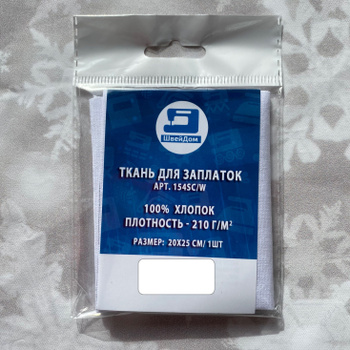 ШвейДом
ТКАНЬ ДЛЯ ЗАПЛАТОК
АРТ. 154SC/W
100% ХЛОПОК
ПЛОТНОСТЬ - 210 Г/М²
РАЗМЕР: 20Х25 СМ/ 1ШТ